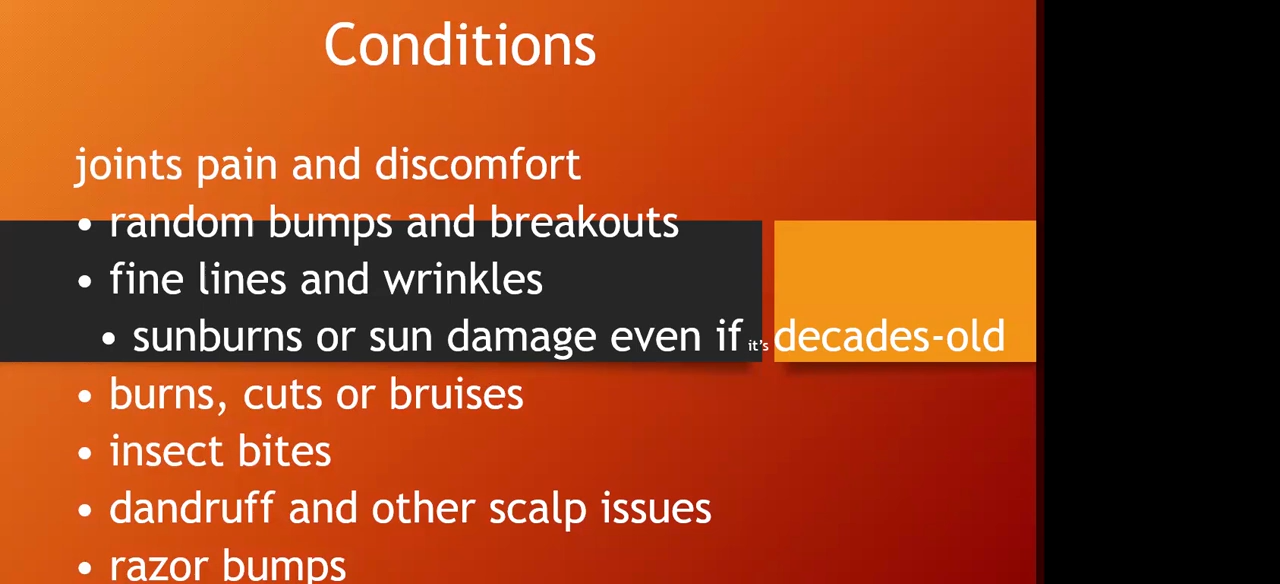 Conditions
joints pain and discomfort
• random bumps and breakouts
• fine lines and wrinkles
• sunburns or sun damage even if it's decades-old
• burns, cuts or bruises
• insect bites
• dandruff and other scalp issues
• razor bumps